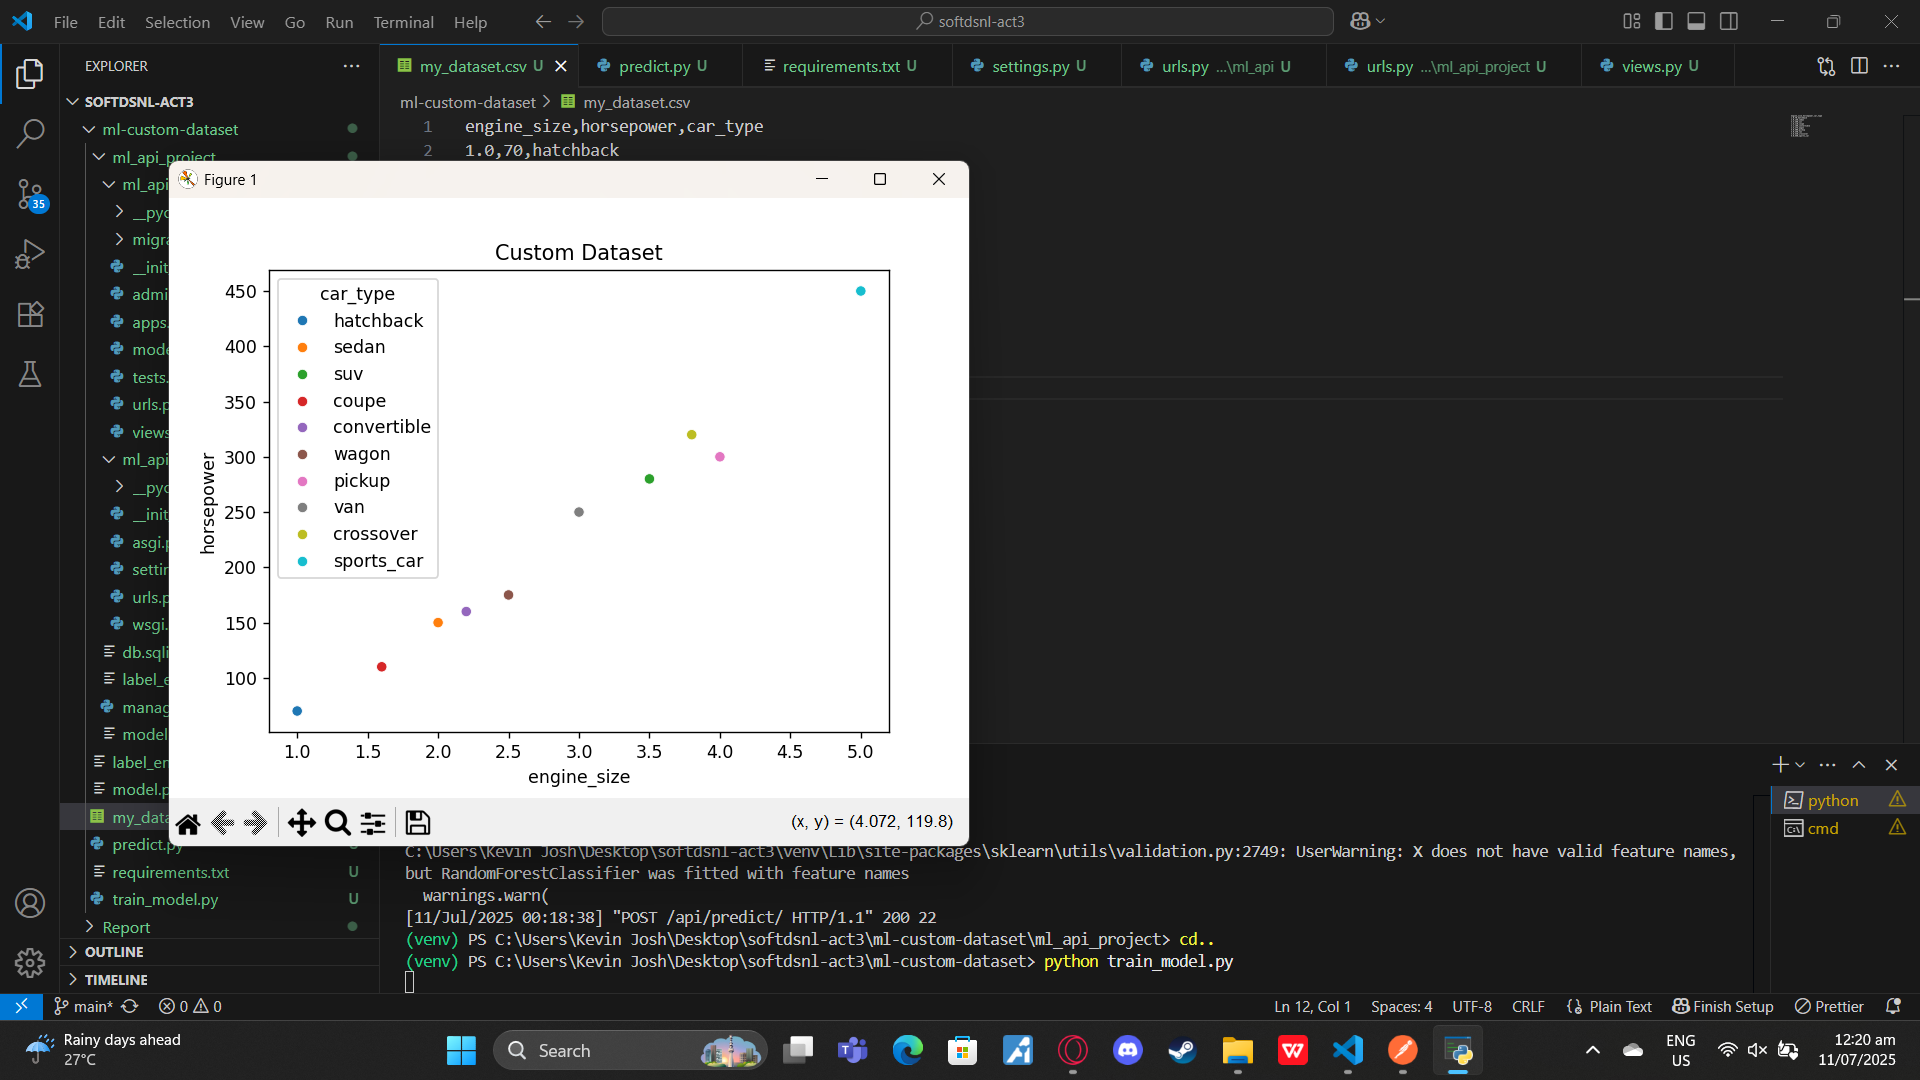 File Edit Selection View Go Run Terminal Help
softdsnl-act3
EXPLORER
my_dataset.csv U
predict.py U
requirements.txt U
settings.py U
urls.py ...\ml_api U
urls.py ...\ml_api_project U
views.py U
SOFTDSNL-ACT3
ml-custom-dataset > my_dataset.csv
ml-custom-dataset
1 engine_size,horsepower,car_type
2 1.0,70,hatchback
ml_api_project
ml_api
__pyc
migra
__init
admi
apps.
mode
tests.
urls.p
views
ml_api
__pyc
__init
asgi.p
settin
urls.p
wsgi.
db.sqli
label_e
manag
model
label_en
model.p
my_data
predict.py
requirements.txt U
train_model.py U
Report
OUTLINE
TIMELINE
35
Figure 1
Custom Dataset
car_type
hatchback
sedan
suv
coupe
convertible
wagon
pickup
van
crossover
sports_car
horsepower
450
400
350
300
250
200
150
100
1.0 1.5 2.0 2.5 3.0 3.5 4.0 4.5 5.0
engine_size
(x, y) = (4.072, 119.8)
python
cmd
C:\Users\Kevin Josh\Desktop\softdsnl-act3\venv\Lib\site-packages\sklearn\utils\validation.py:2749: UserWarning: X does not have valid feature names,
but RandomForestClassifier was fitted with feature names
warnings.warn(
[11/Jul/2025 00:18:38] "POST /api/predict/ HTTP/1.1" 200 22
(venv) PS C:\Users\Kevin Josh\Desktop\softdsnl-act3\ml-custom-dataset\ml_api_project> cd..
(venv) PS C:\Users\Kevin Josh\Desktop\softdsnl-act3\ml-custom-dataset> python train_model.py
main* 0 0
Ln 12, Col 1 Spaces: 4 UTF-8 CRLF {} Plain Text Finish Setup Prettier
Rainy days ahead
27°C
Search
ENG
US
12:20 am
11/07/2025